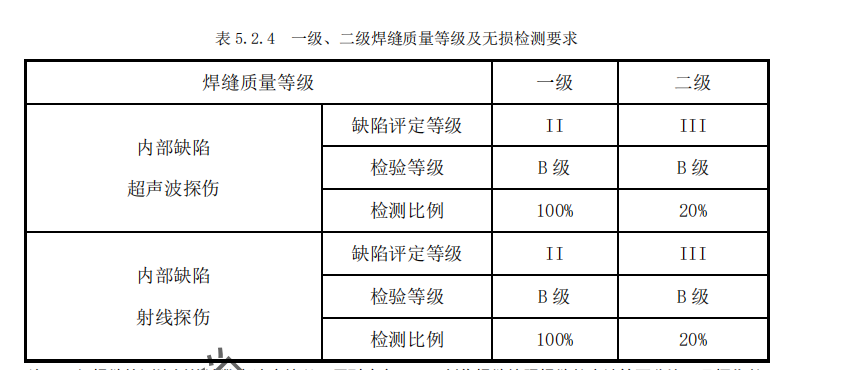 表 5.2.4 一级、二级焊缝质量等级及无损检测要求
焊缝质量等级 一级 二级
内部缺陷
超声波探伤
缺陷评定等级 II III
检验等级 B 级 B 级
检测比例 100% 20%
内部缺陷
射线探伤
缺陷评定等级 II III
检验等级 B 级 B 级
检测比例 100% 20%